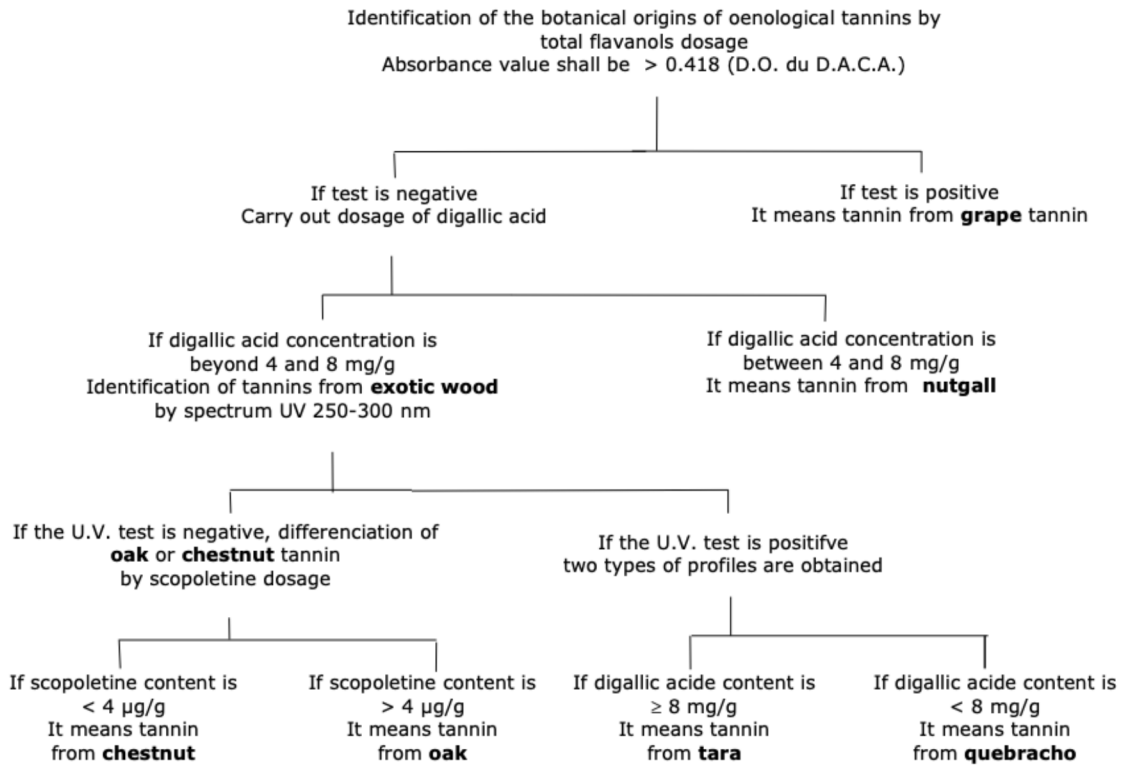 Identification of the botanical origins of oenological tannins by
total flavanols dosage
Absorbance value shall be > 0.418 (D.O. du D.A.C.A.)
If test is negative
Carry out dosage of digallic acid
If test is positive
It means tannin from grape tannin
If digallic acid concentration is
beyond 4 and 8 mg/g
Identification of tannins from exotic wood
by spectrum UV 250-300 nm
If digallic acid concentration is
between 4 and 8 mg/g
It means tannin from nutgall
If the U.V. test is negative, differenciation of
oak or chestnut tannin
by scopoletine dosage
If the U.V. test is positifve
two types of profiles are obtained
If scopoletine content is
< 4 µg/g
It means tannin
from chestnut
If scopoletine content is
> 4 µg/g
It means tannin
from oak
If digallic acide content is
≥ 8 mg/g
It means tannin
from tara
If digallic acide content is
< 8 mg/g
It means tannin
from quebracho